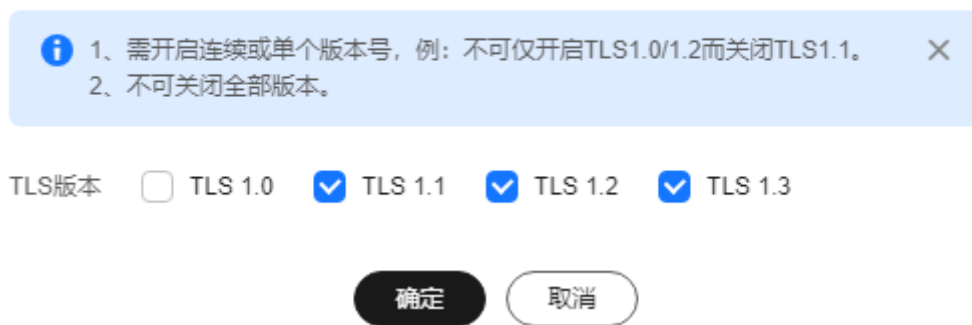 1、需开启连续或单个版本号，例：不可仅开启TLS1.0/1.2而关闭TLS1.1。
2、不可关闭全部版本。
TLS版本 TLS 1.0 TLS 1.1 TLS 1.2 TLS 1.3
确定 取消